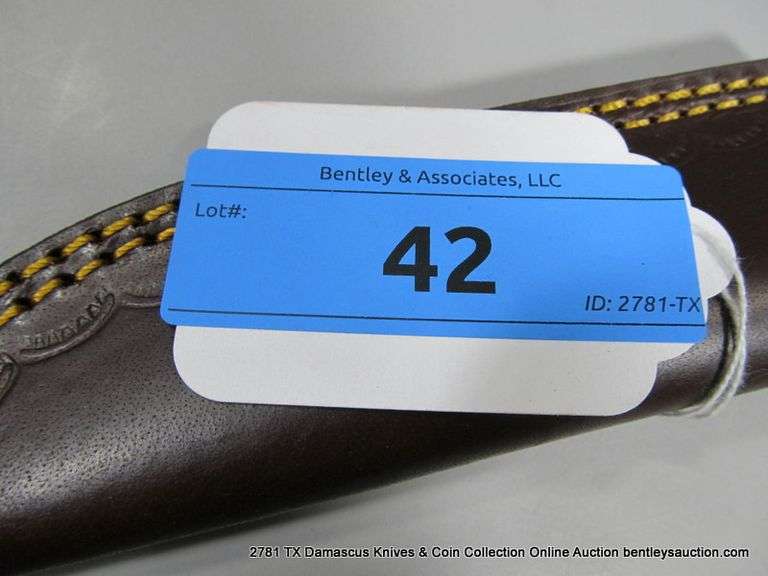 Bentley & Associates, LLC
Lot#:
42
ID: 2781-TX
2781 TX Damascus Knives & Coin Collection Online Auction bentleysauction.com